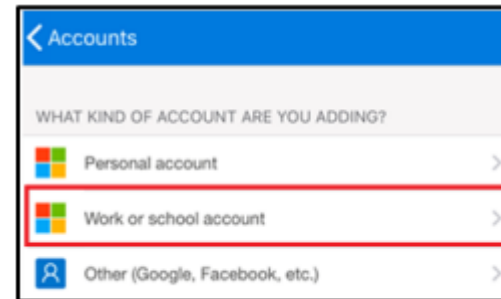 Accounts
WHAT KIND OF ACCOUNT ARE YOU ADDING?
Personal account
Work or school account
Other (Google, Facebook, etc.)